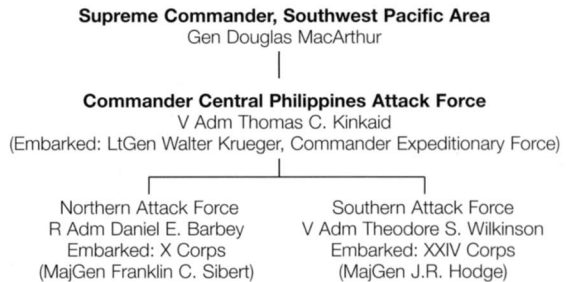 Supreme Commander, Southwest Pacific Area
Gen Douglas MacArthur
Commander Central Philippines Attack Force
V Adm Thomas C. Kinkaid
(Embarked: LtGen Walter Krueger, Commander Expeditionary Force)
Northern Attack Force
R Adm Daniel E. Barbey
Embarked: X Corps
(MajGen Franklin C. Sibert)
Southern Attack Force
V Adm Theodore S. Wilkinson
Embarked: XXIV Corps
(MajGen J.R. Hodge)